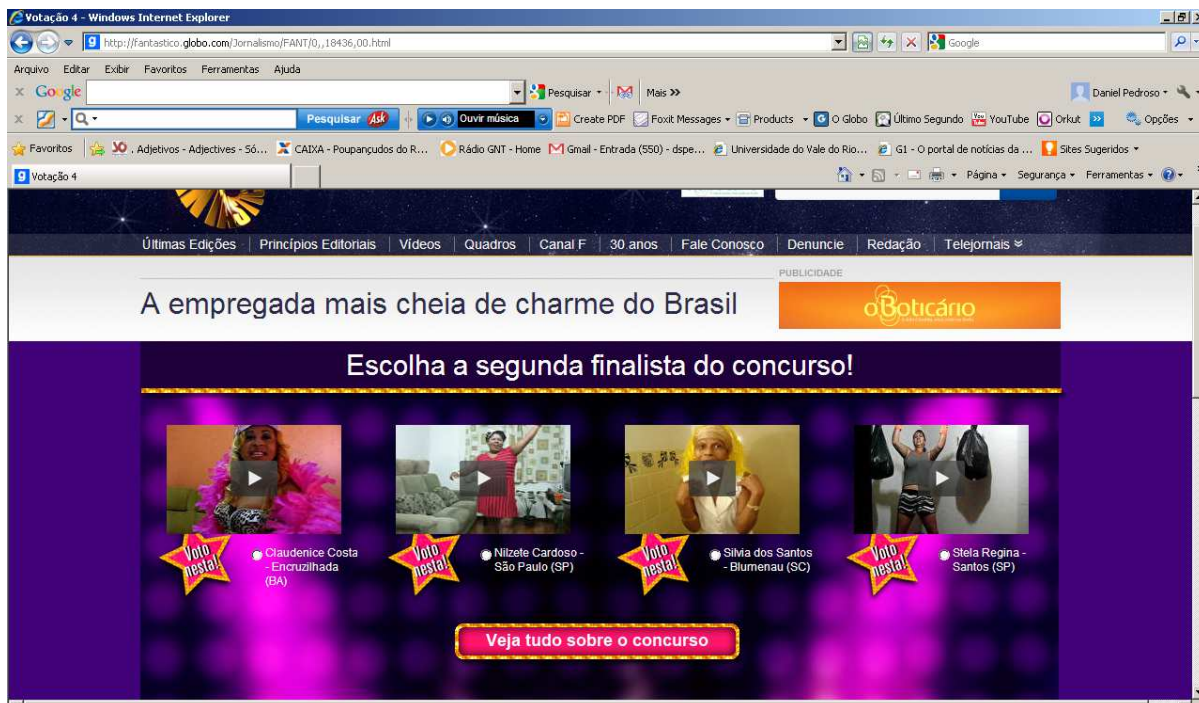 Votação 4 - Windows Internet Explorer
http://fantastico.globo.com/Jornalismo/FANT/0,,18436,00.html
Google
Arquivo Editar Exibir Favoritos Ferramentas Ajuda
Google Pesquisar Mais >> Daniel Pedroso
Pesquisar Ask Ouvir música Create PDF Foxit Messages Products O Globo Último Segundo YouTube Orkut Opções
Favoritos . Adjetivos - Adjectives - Só... CAIXA - Poupançudos do R... Rádio GNT - Home Gmail - Entrada (550) - dspe... Universidade do Vale do Rio... G1 - O portal de notícias da ... Sites Sugeridos
Votação 4 Página Segurança Ferramentas
Últimas Edições Princípios Editoriais Vídeos Quadros Canal F 30 anos Fale Conosco Denuncie Redação Telejornais
PUBLICIDADE
A empregada mais cheia de charme do Brasil
oBoticário
Escolha a segunda finalista do concurso!
Voto nesta! Claudenice Costa - Encruzilhada (BA)
Voto nesta! Nilzete Cardoso - São Paulo (SP)
Voto nesta! Silvia dos Santos - Blumenau (SC)
Voto nesta! Stela Regina - Santos (SP)
Veja tudo sobre o concurso